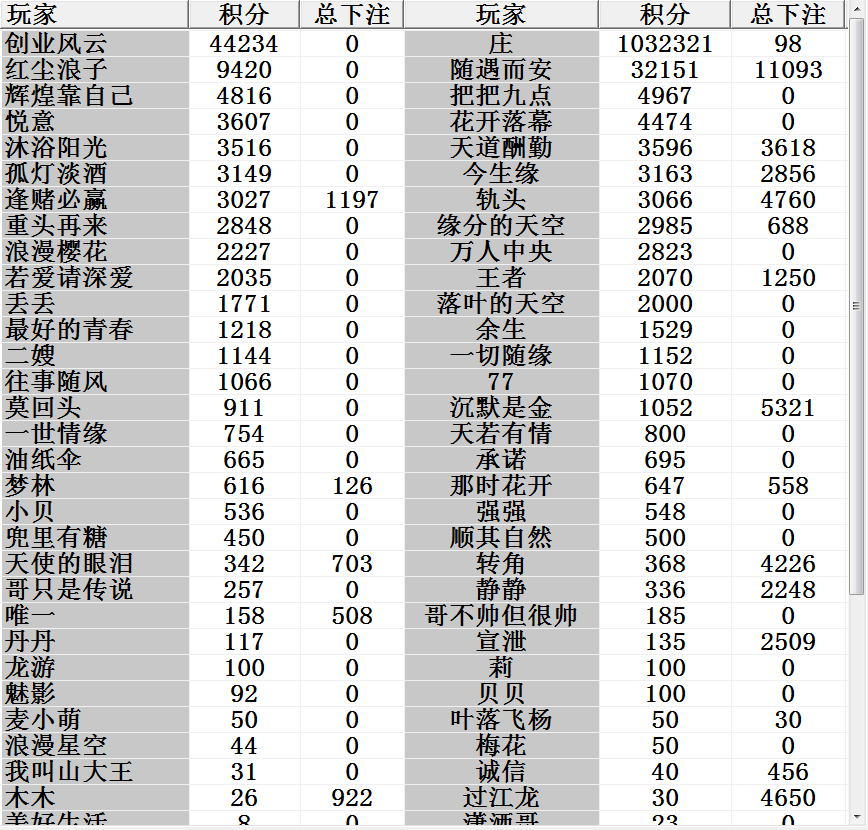 玩家 积分 总下注 玩家 积分 总下注
创业风云 44234 0 庄 1032321 98
红尘浪子 9420 0 随遇而安 32151 11093
辉煌靠自己 4816 0 把把九点 4967 0
悦意 3607 0 花开落幕 4474 0
沐浴阳光 3516 0 天道酬勤 3596 3618
孤灯淡酒 3149 0 今生缘 3163 2856
逢赌必赢 3027 1197 轨头 3066 4760
重头再来 2848 0 缘分的天空 2985 688
浪漫樱花 2227 0 万人中央 2823 0
若爱请深爱 2035 0 王者 2070 1250
丢丢 1771 0 落叶的天空 2000 0
最好的青春 1218 0 余生 1529 0
二嫂 1144 0 一切随缘 1152 0
往事随风 1066 0 77 1070 0
莫回头 911 0 沉默是金 1052 5321
一世情缘 754 0 天若有情 800 0
油纸伞 665 0 承诺 695 0
梦林 616 126 那时花开 647 558
小贝 536 0 强强 548 0
兜里有糖 450 0 顺其自然 500 0
天使的眼泪 342 703 转角 368 4226
哥只是传说 257 0 静静 336 2248
唯一 158 508 哥不帅但很帅 185 0
丹丹 117 0 宣泄 135 2509
龙游 100 0 莉 100 0
魅影 92 0 贝贝 100 0
麦小萌 50 0 叶落飞杨 50 30
浪漫星空 44 0 梅花 50 0
我叫山大王 31 0 诚信 40 456
木木 26 922 过江龙 30 4650
美好生活 8 0 潇洒哥 23 0